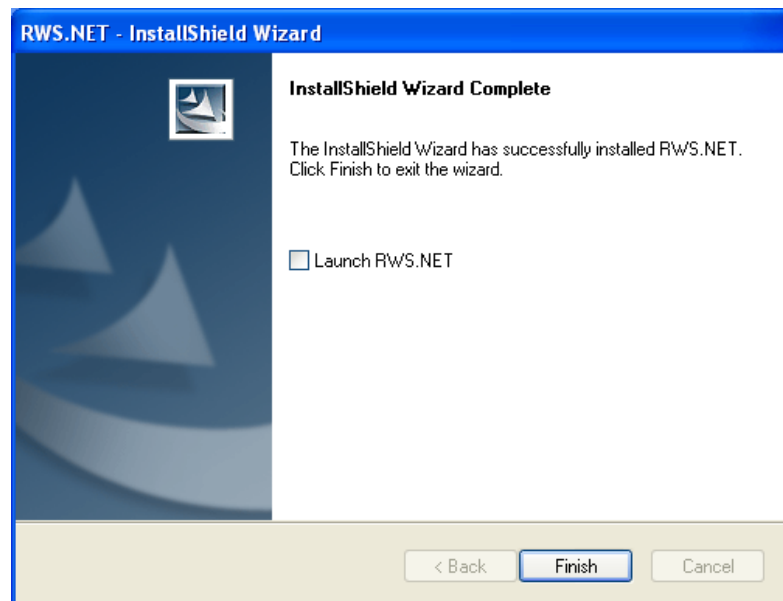 RWS.NET - InstallShield Wizard
InstallShield Wizard Complete
The InstallShield Wizard has successfully installed RWS.NET.
Click Finish to exit the wizard.
Launch RWS.NET
< Back
Finish
Cancel